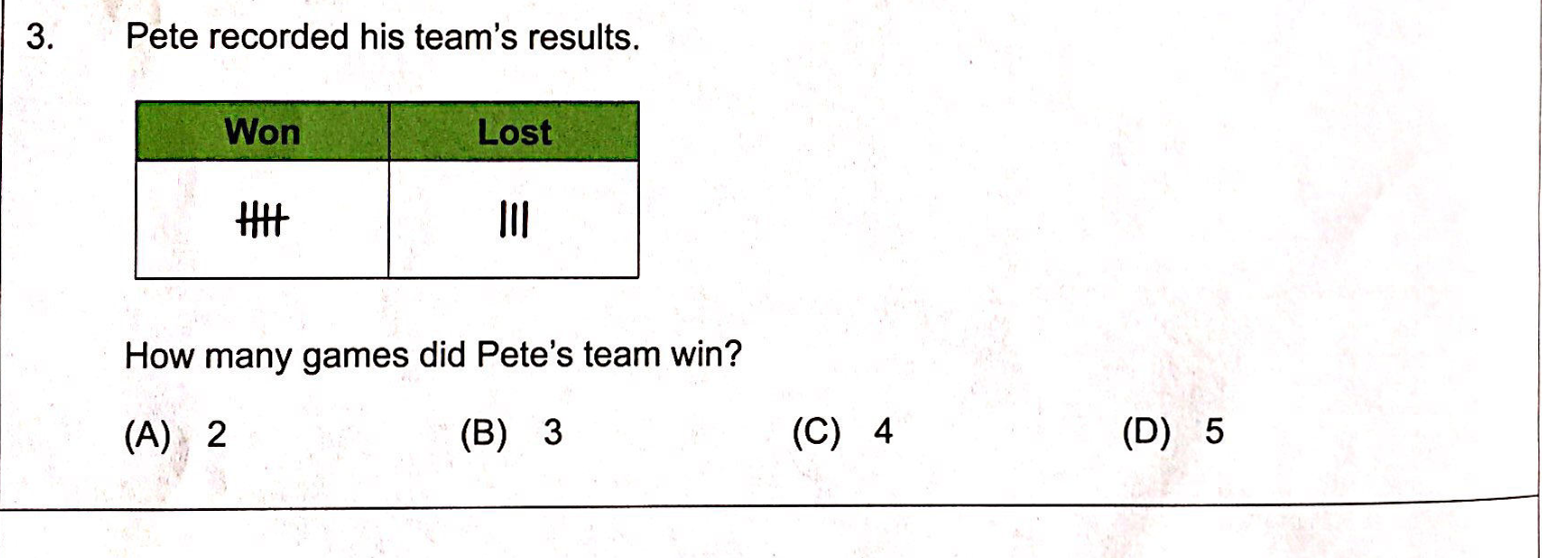 3. Pete recorded his team's results.
Won Lost
How many games did Pete's team win?
(A) 2 (B) 3 (C) 4 (D) 5